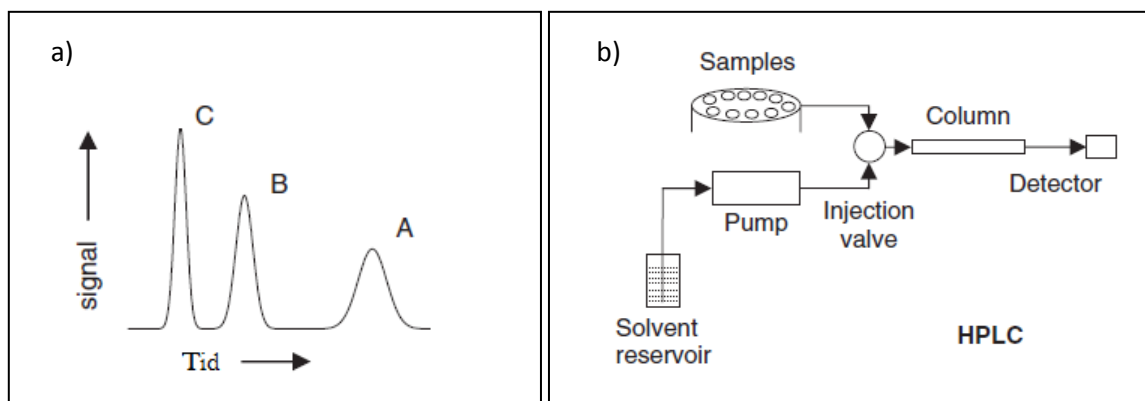 a)
C
B
A
signal
Tid
b)
Samples
Column
Detector
Pump
Injection
valve
Solvent
reservoir
HPLC